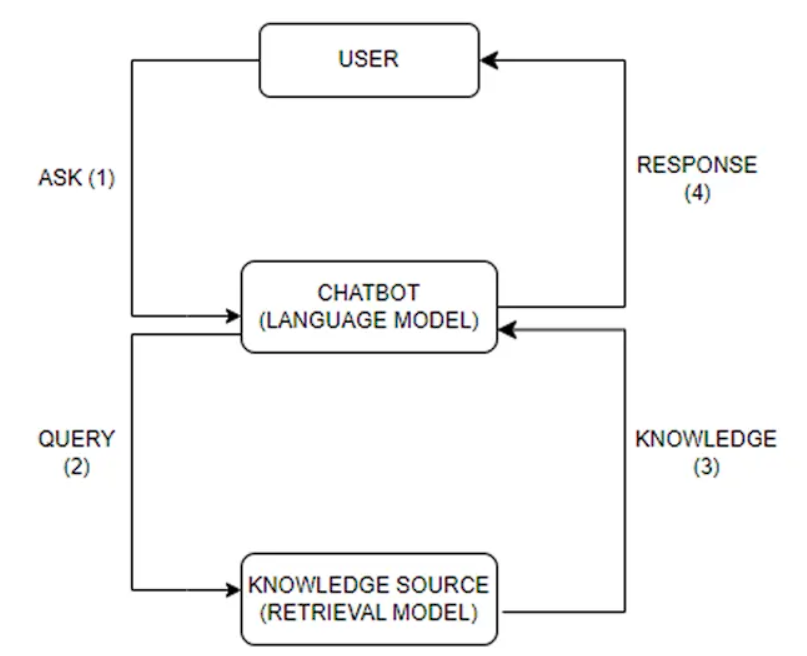 USER
ASK (1)
RESPONSE
(4)
CHATBOT
(LANGUAGE MODEL)
QUERY
(2)
KNOWLEDGE
(3)
KNOWLEDGE SOURCE
(RETRIEVAL MODEL)